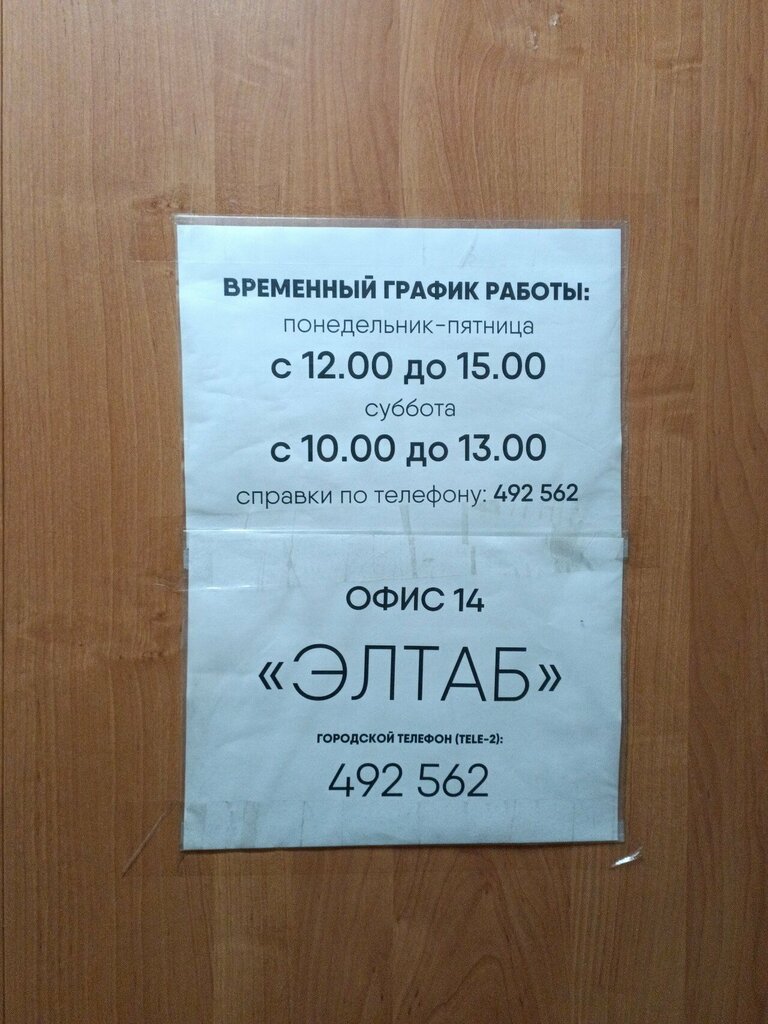 ВРЕМЕННЫЙ ГРАФИК РАБОТЫ:
понедельник-пятница
с 12.00 до 15.00
суббота
с 10.00 до 13.00
справки по телефону: 492 562
ОФИС 14
«ЭЛТАБ»
ГОРОДСКОЙ ТЕЛЕФОН (TELE-2):
492 562